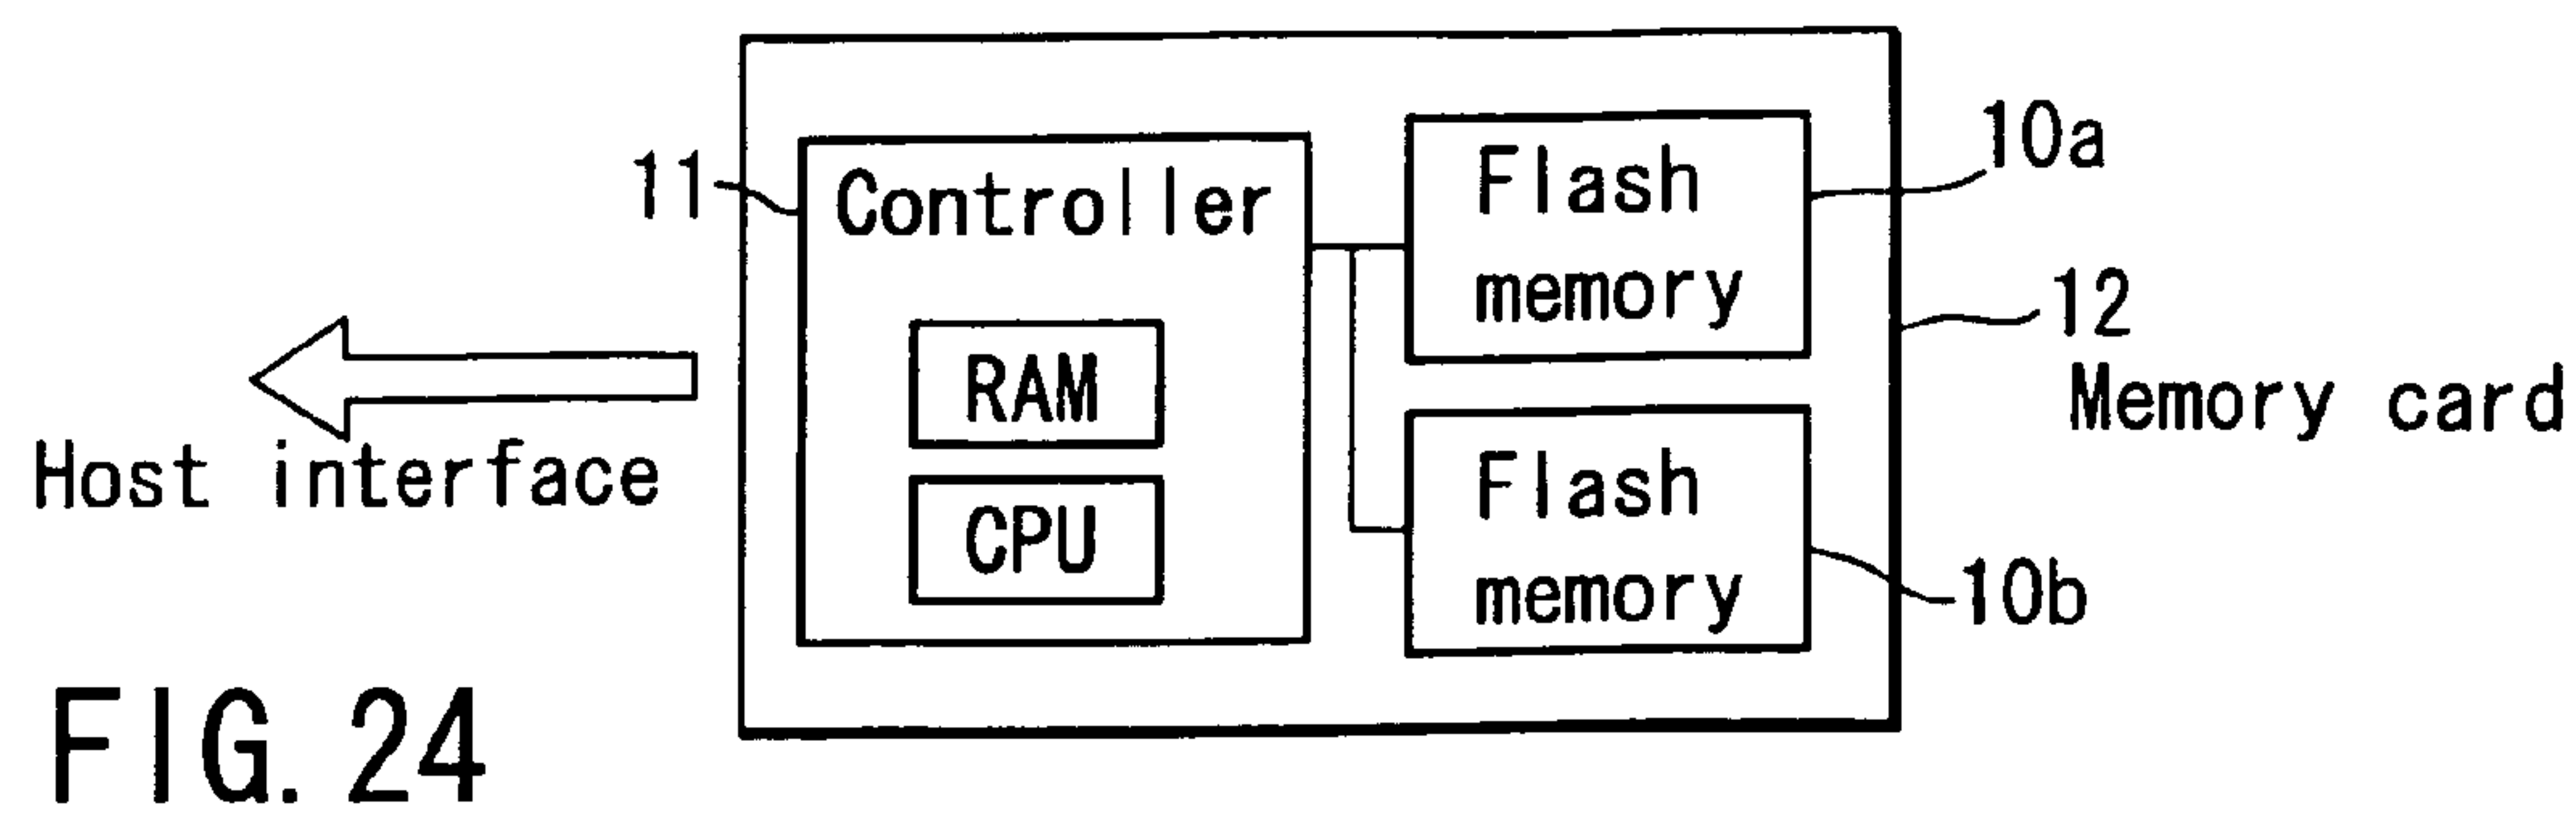 11
Controller
RAM
CPU
Flash
memory
10a
Flash
memory
10b
12
Memory card
Host interface
FIG. 24